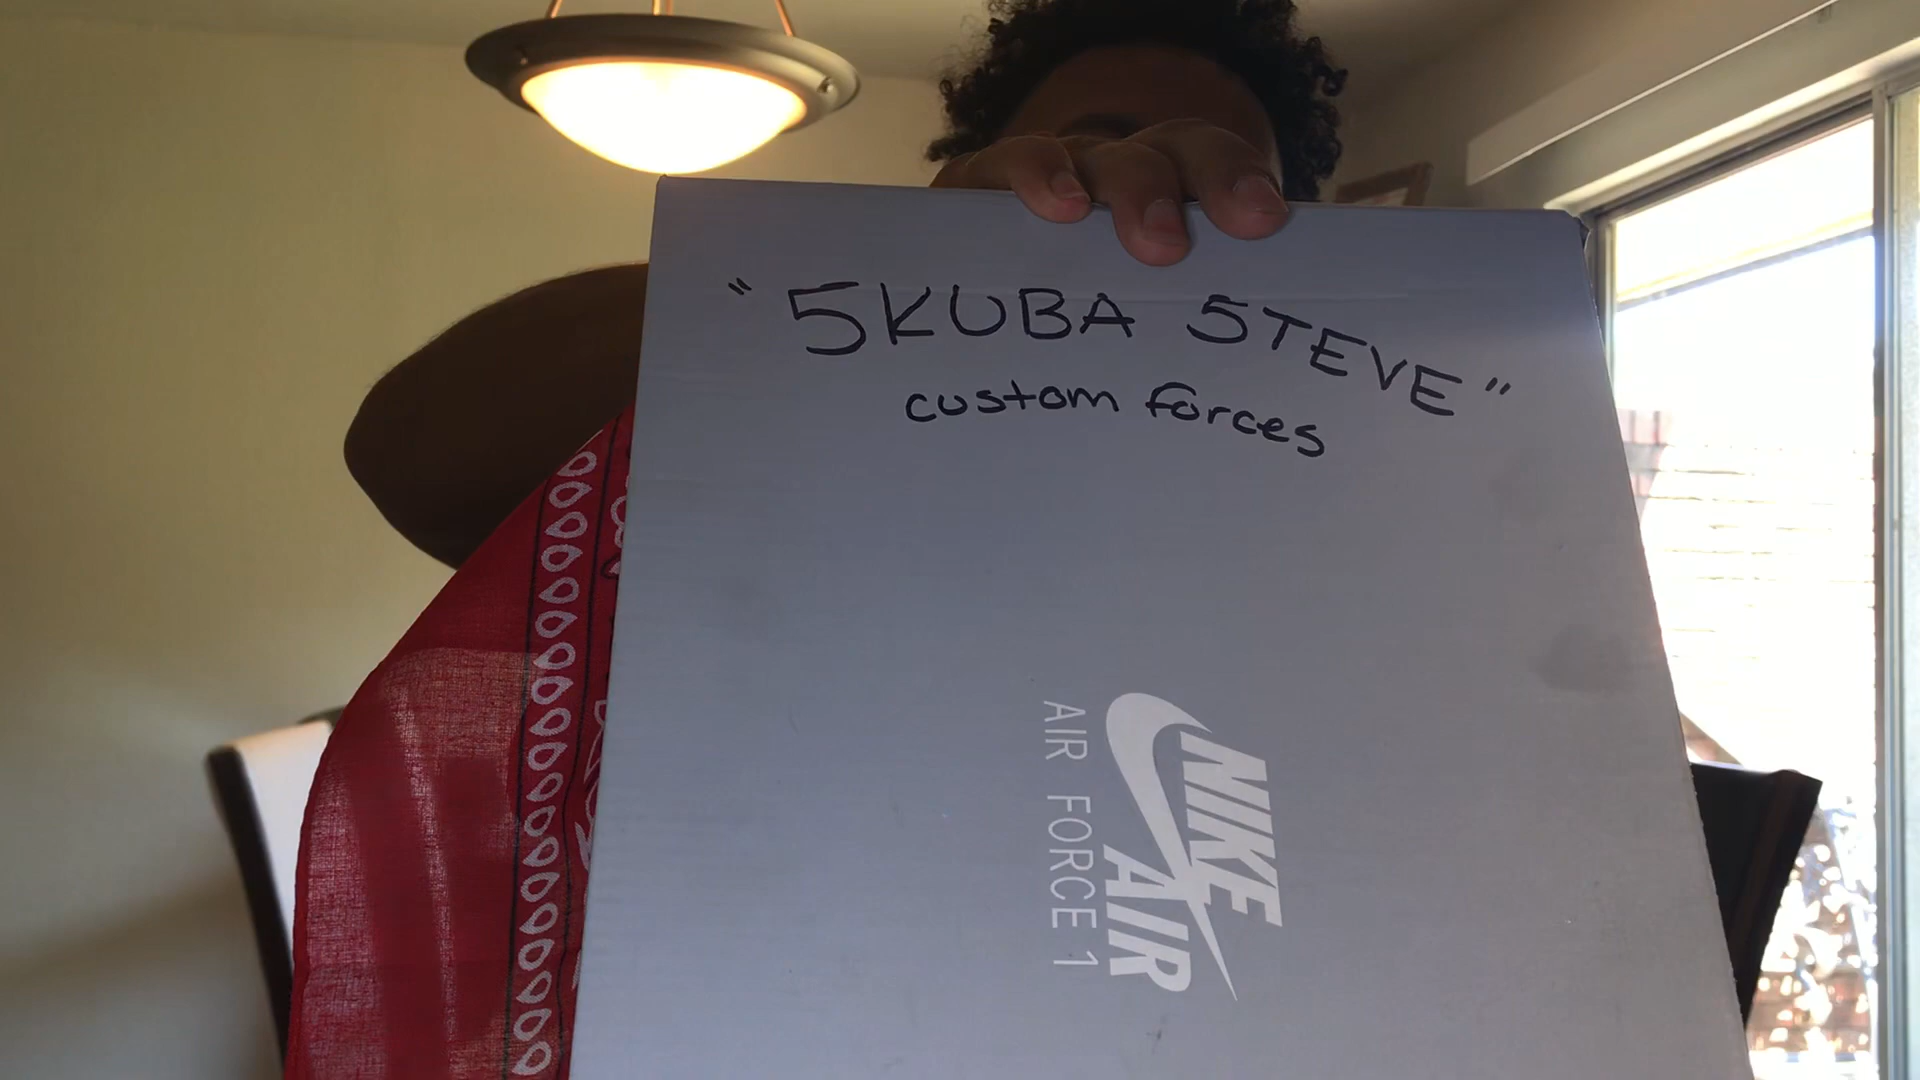 "5KUBA 5TEVE"
custom forces
NIKE
AIR
AIR FORCE 1